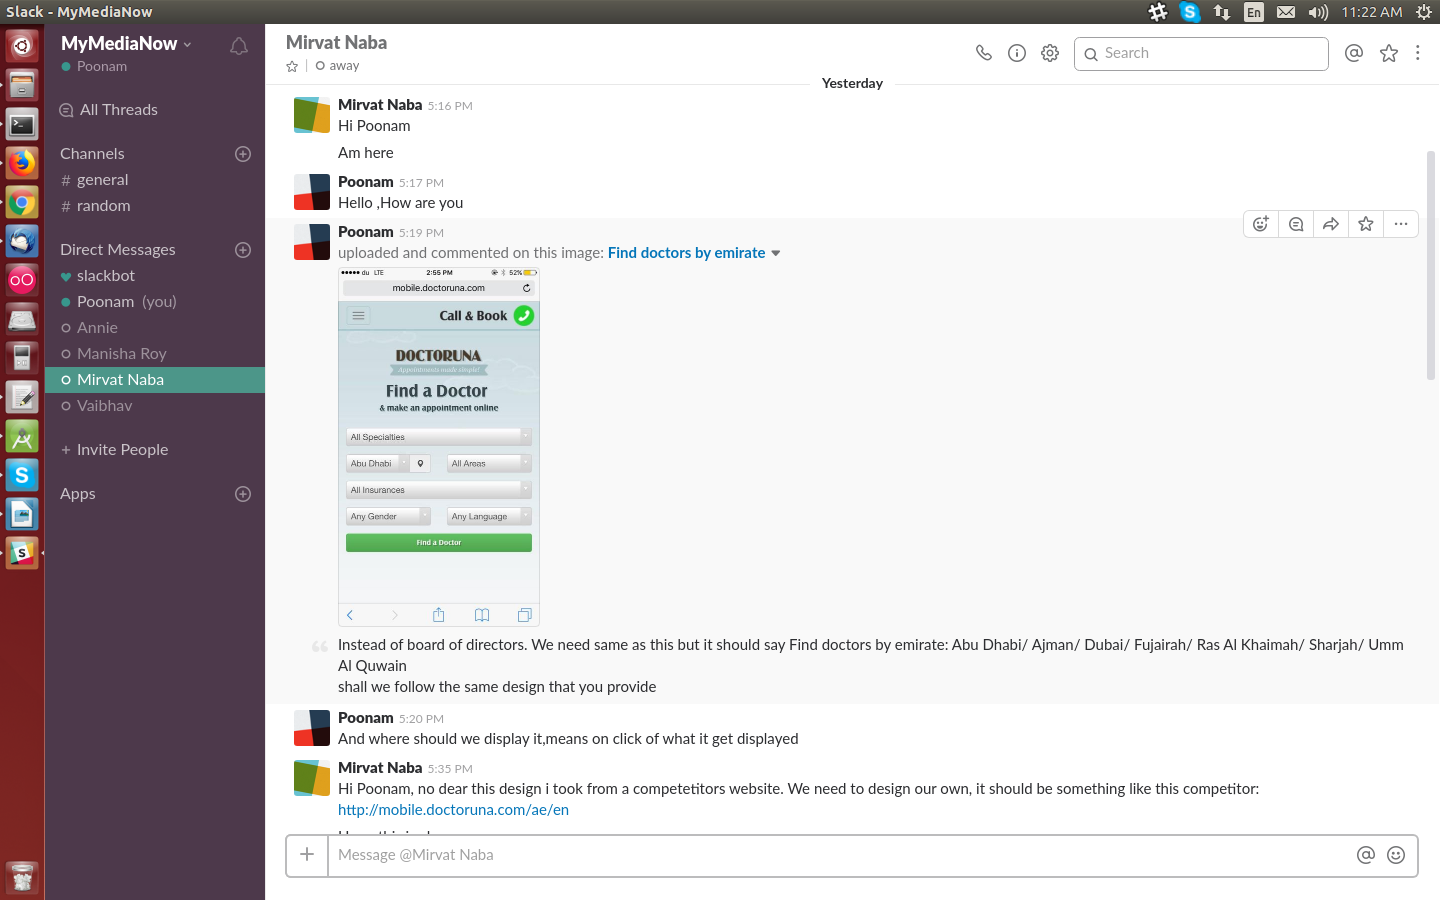 Slack - MyMediaNow
En
11:22 AM
MyMediaNow
Poonam
All Threads
Channels
# general
# random
Direct Messages
slackbot
Poonam (you)
Annie
Manisha Roy
Mirvat Naba
Vaibhav
+ Invite People
Apps
Mirvat Naba
away
Search
Yesterday
Mirvat Naba 5:16 PM
Hi Poonam
Am here
Poonam 5:17 PM
Hello ,How are you
Poonam 5:19 PM
uploaded and commented on this image: Find doctors by emirate
du LTE 2:55 PM 52%
mobile.doctoruna.com
Call & Book
DOCTORUNA
Appointments made simple!
Find a Doctor
& make an appointment online
All Specialties
Abu Dhabi All Areas
All Insurances
Any Gender Any Language
Find a Doctor
Instead of board of directors. We need same as this but it should say Find doctors by emirate: Abu Dhabi/ Ajman/ Dubai/ Fujairah/ Ras Al Khaimah/ Sharjah/ Umm
Al Quwain
shall we follow the same design that you provide
Poonam 5:20 PM
And where should we display it,means on click of what it get displayed
Mirvat Naba 5:35 PM
Hi Poonam, no dear this design i took from a competetitors website. We need to design our own, it should be something like this competitor:
http://mobile.doctoruna.com/ae/en
Message @Mirvat Naba